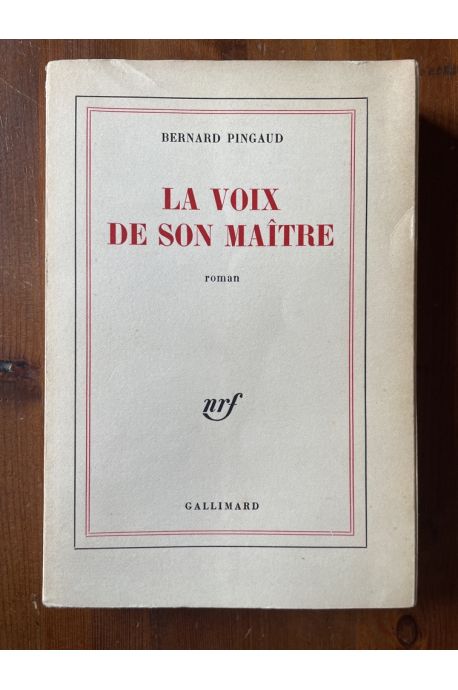 BERNARD PINGAUD
LA VOIX
DE SON MAÎTRE
roman
nrf
GALLIMARD